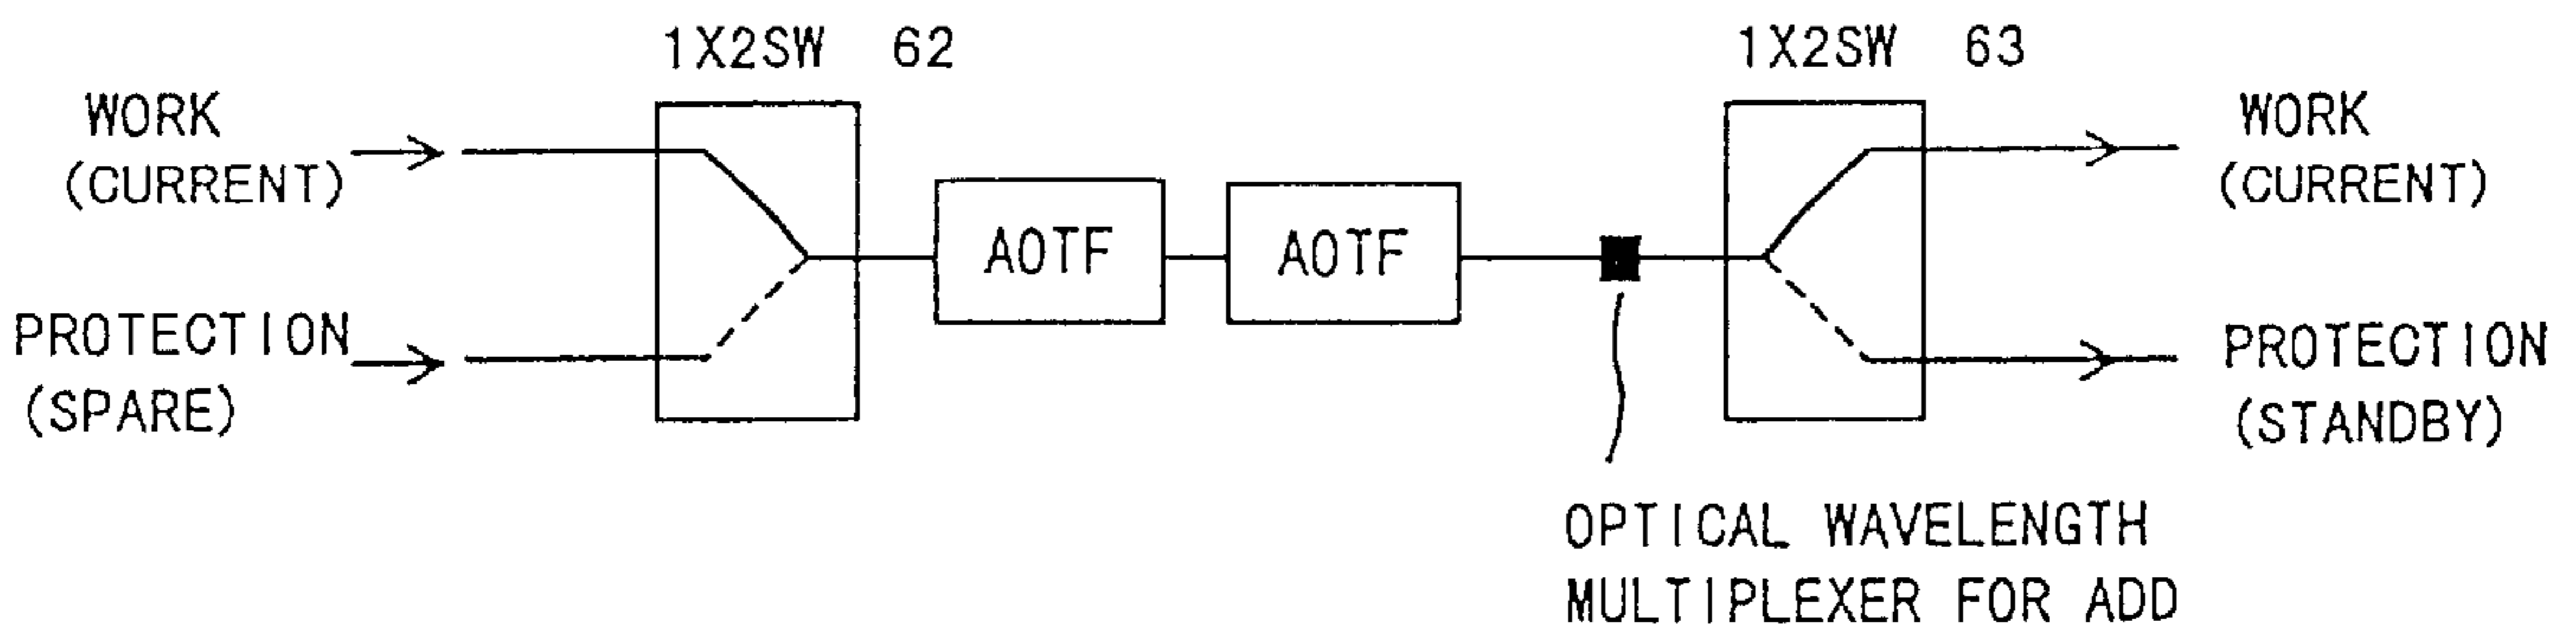 1X2SW 62
1X2SW 63
WORK
(CURRENT)
WORK
(CURRENT)
AOTF
AOTF
PROTECTION
(SPARE)
PROTECTION
(STANDBY)
OPTICAL WAVELENGTH
MULTIPLEXER FOR ADD